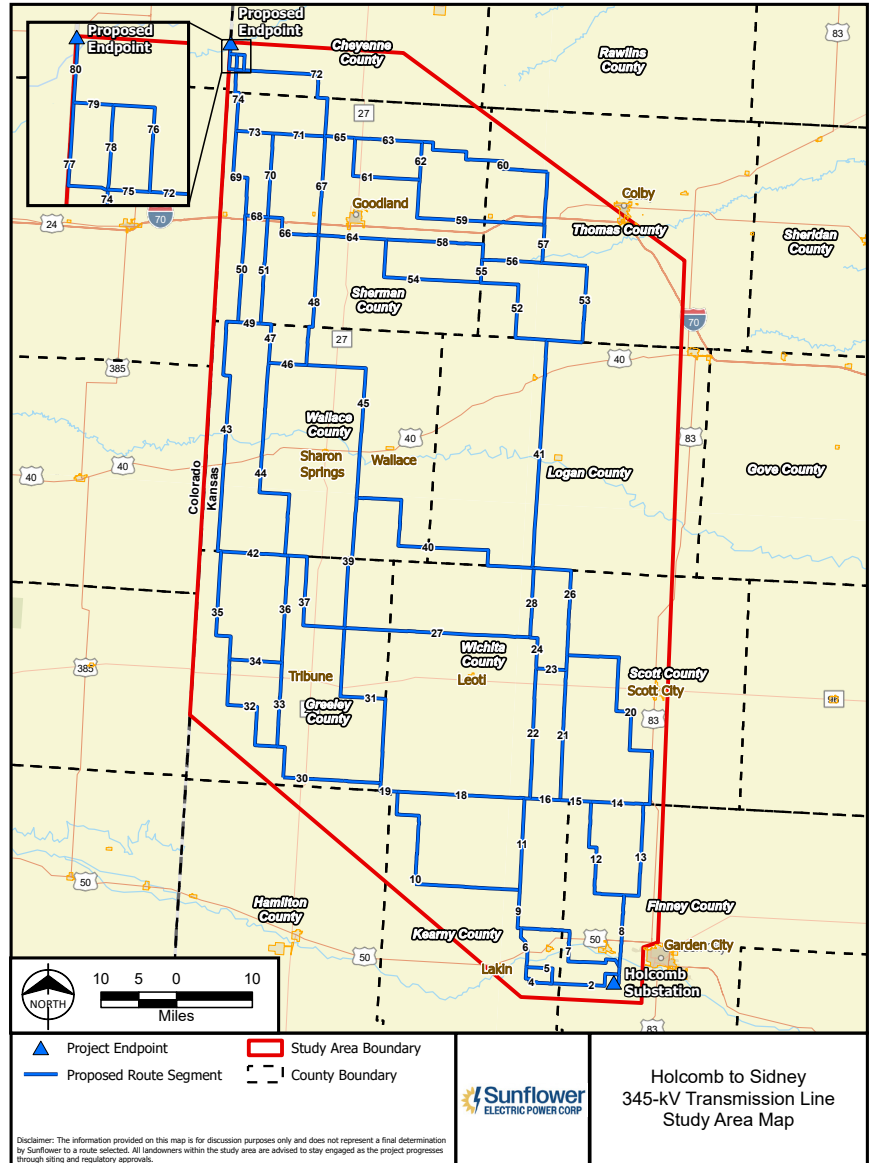 Proposed
Endpoint
80
79
76
78
77
75
72
74
Proposed
Endpoint
Cheyenne
County
Rawlins
County
83
72
74
27
73
71
65
63
62
60
61
70
69
67
Goodland
Colby
24
70
68
59
Thomas County
Sheridan
County
66
64
58
57
56
55
54
53
50
51
Sherman
County
48
52
70
49
47
27
385
46
40
45
43
Wallace
County
40
83
41
Sharon
Springs
Wallace
Logan County
Gove County
40
40
44
Colorado
Kansas
42
39
40
37
36
35
28
26
27
24
34
Wichita
County
23
Scott County
385
Tribune
Leoti
Scott City
96
33
32
31
Greeley
County
20
83
22
21
30
19
18
16
15
14
11
12
13
10
50
Hamilton
County
9
8
Finney County
Kearny County
50
6
7
50
Garden City
Lakin
5
4
2
Holcomb
Substation
83
NORTH
10 5 0 10
Miles
Project Endpoint
Study Area Boundary
Proposed Route Segment
County Boundary
Disclaimer: The information provided on this map is for discussion purposes only and does not represent a final determination
by Sunflower to a route selected. All landowners within the study area are advised to stay engaged as the project progresses
through siting and regulatory approvals.
Sunflower
ELECTRIC POWER CORP
Holcomb to Sidney
345-kV Transmission Line
Study Area Map